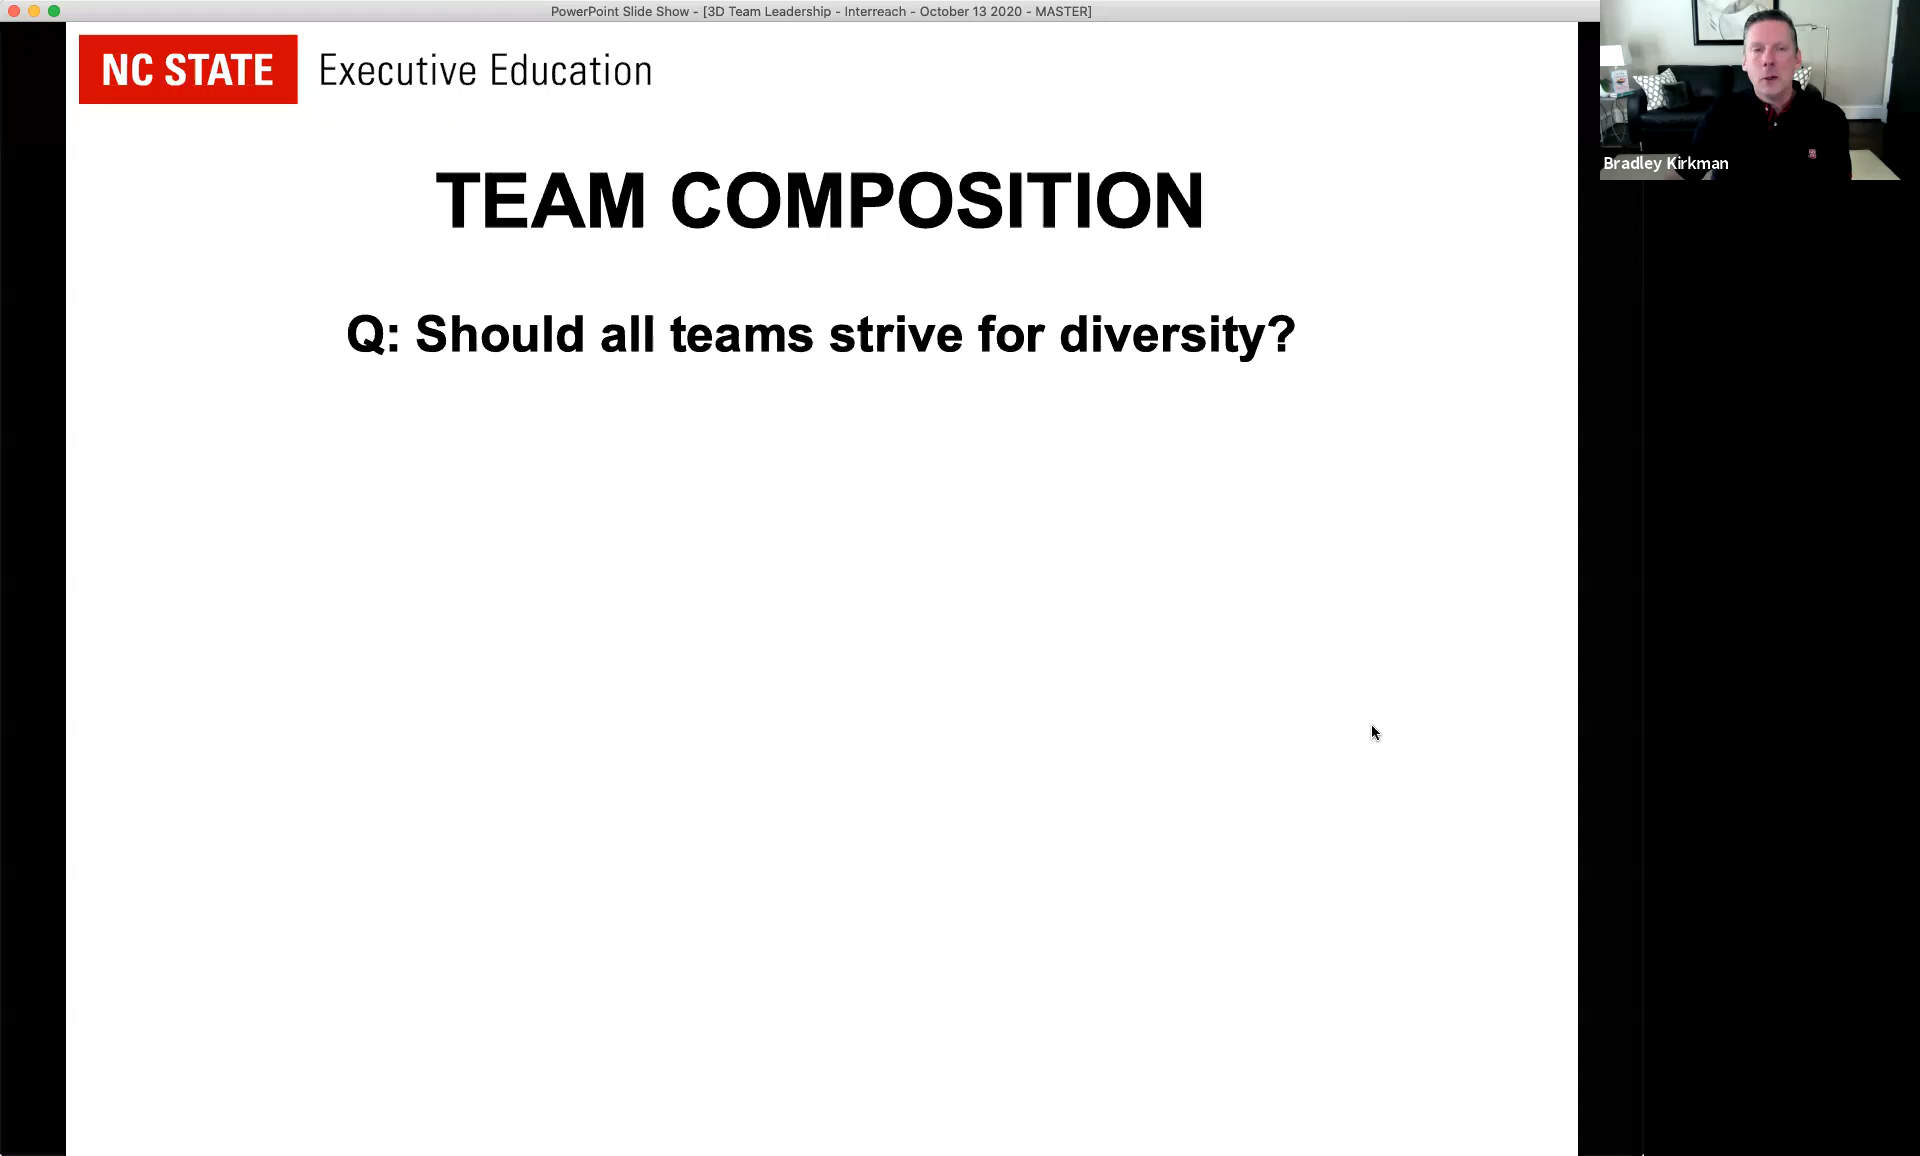 PowerPoint Slide Show - [3D Team Leadership - Interreach - October 13 2020 - MASTER]
NC STATE Executive Education
Bradley Kirkman
TEAM COMPOSITION
Q: Should all teams strive for diversity?